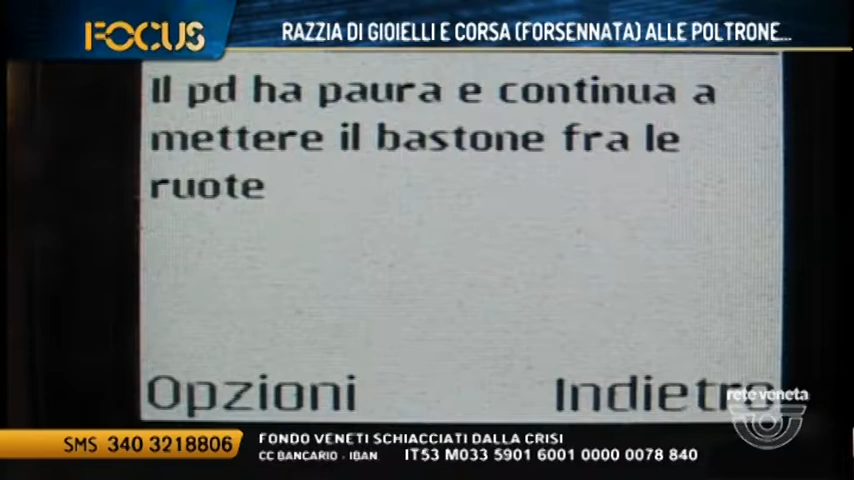 FOCUS
RAZZIA DI GIOIELLI E CORSA (FORSENNATA) ALLE POLTRONE...
Il pd ha paura e continua a
mettere il bastone fra le
ruote
Opzioni Indietro
rete veneta
SMS 340 3218806
FONDO VENETI SCHIACCIATI DALLA CRISI
CC BANCARIO - IBAN IT53 M033 5901 6001 0000 0078 840